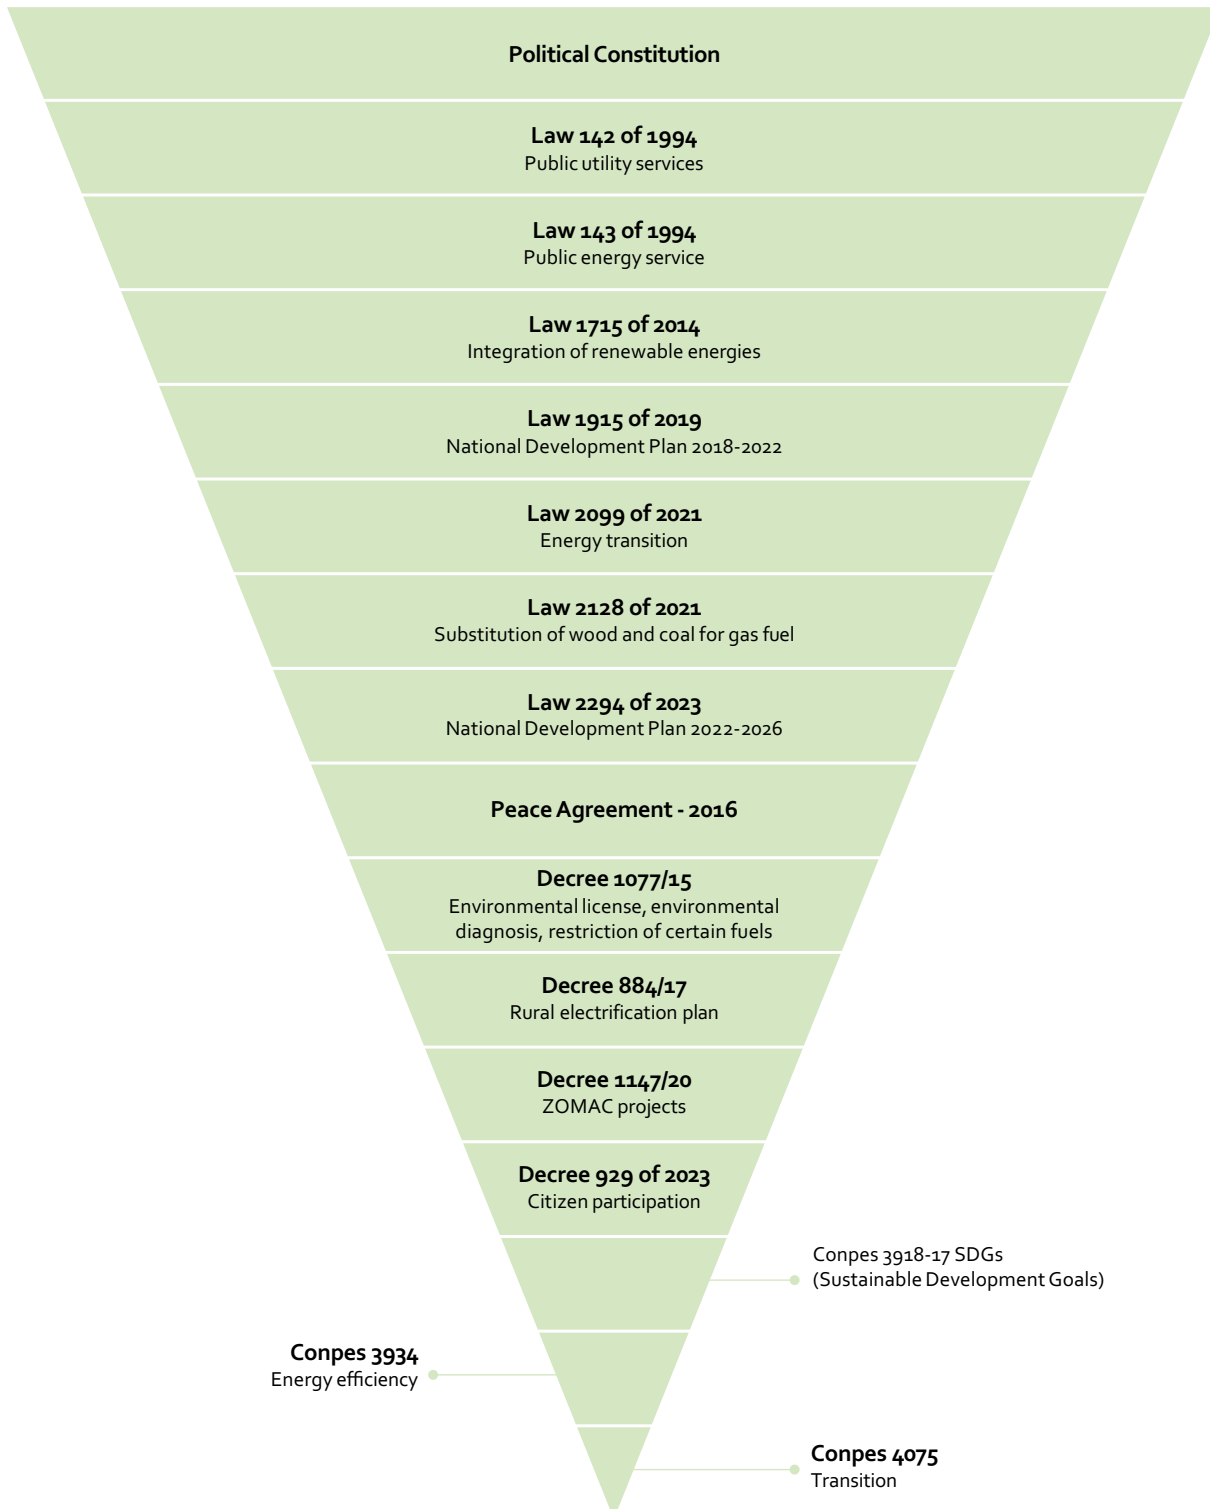 Political Constitution
Law 142 of 1994
Public utility services
Law 143 of 1994
Public energy service
Law 1715 of 2014
Integration of renewable energies
Law 1915 of 2019
National Development Plan 2018-2022
Law 2099 of 2021
Energy transition
Law 2128 of 2021
Substitution of wood and coal for gas fuel
Law 2294 of 2023
National Development Plan 2022-2026
Peace Agreement - 2016
Decree 1077/15
Environmental license, environmental
diagnosis, restriction of certain fuels
Decree 884/17
Rural electrification plan
Decree 1147/20
ZOMAC projects
Decree 929 of 2023
Citizen participation
Conpes 3918-17 SDGs
(Sustainable Development Goals)
Conpes 3934
Energy efficiency
Conpes 4075
Transition